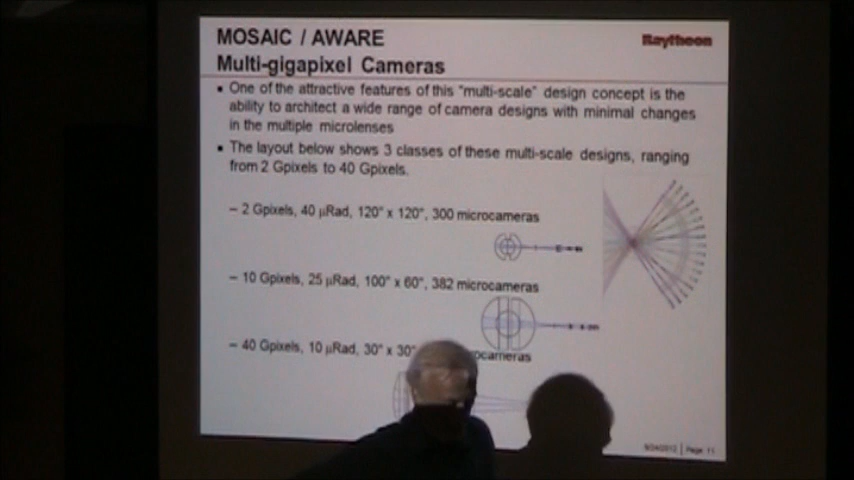 MOSAIC / AWARE
Raytheon
Multi-gigapixel Cameras
▪ One of the attractive features of this "multi-scale" design concept is the
ability to architect a wide range of camera designs with minimal changes
in the multiple microlenses
▪ The layout below shows 3 classes of these multi-scale designs, ranging
from 2 Gpixels to 40 Gpixels.
– 2 Gpixels, 40 µRad, 120° x 120°, 300 microcameras
– 10 Gpixels, 25 µRad, 100° x 60°, 382 microcameras
– 40 Gpixels, 10 µRad, 30° x 30° ocameras
Page 11